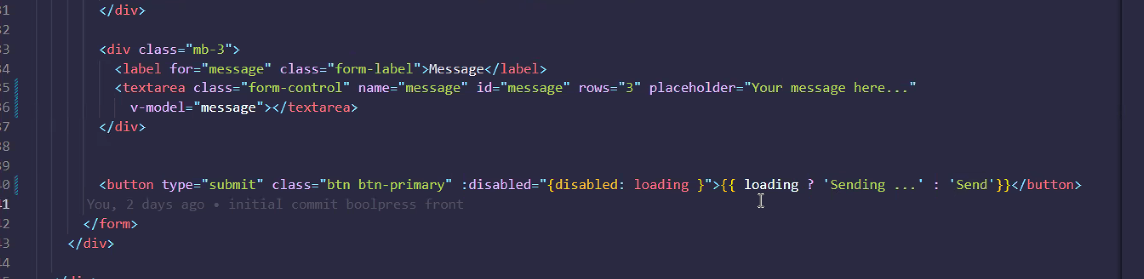 31 </div>
32
33 <div class="mb-3">
34 <label for="message" class="form-label">Message</label>
35 <textarea class="form-control" name="message" id="message" rows="3" placeholder="Your message here..."
36 v-model="message"></textarea>
37 </div>
38
39
40 <button type="submit" class="btn btn-primary" :disabled="{disabled: loading }">{{ loading ? 'Sending ...' : 'Send'}}</button>
41 You, 2 days ago • initial commit boolpress front
42 </form>
43 </div>
44